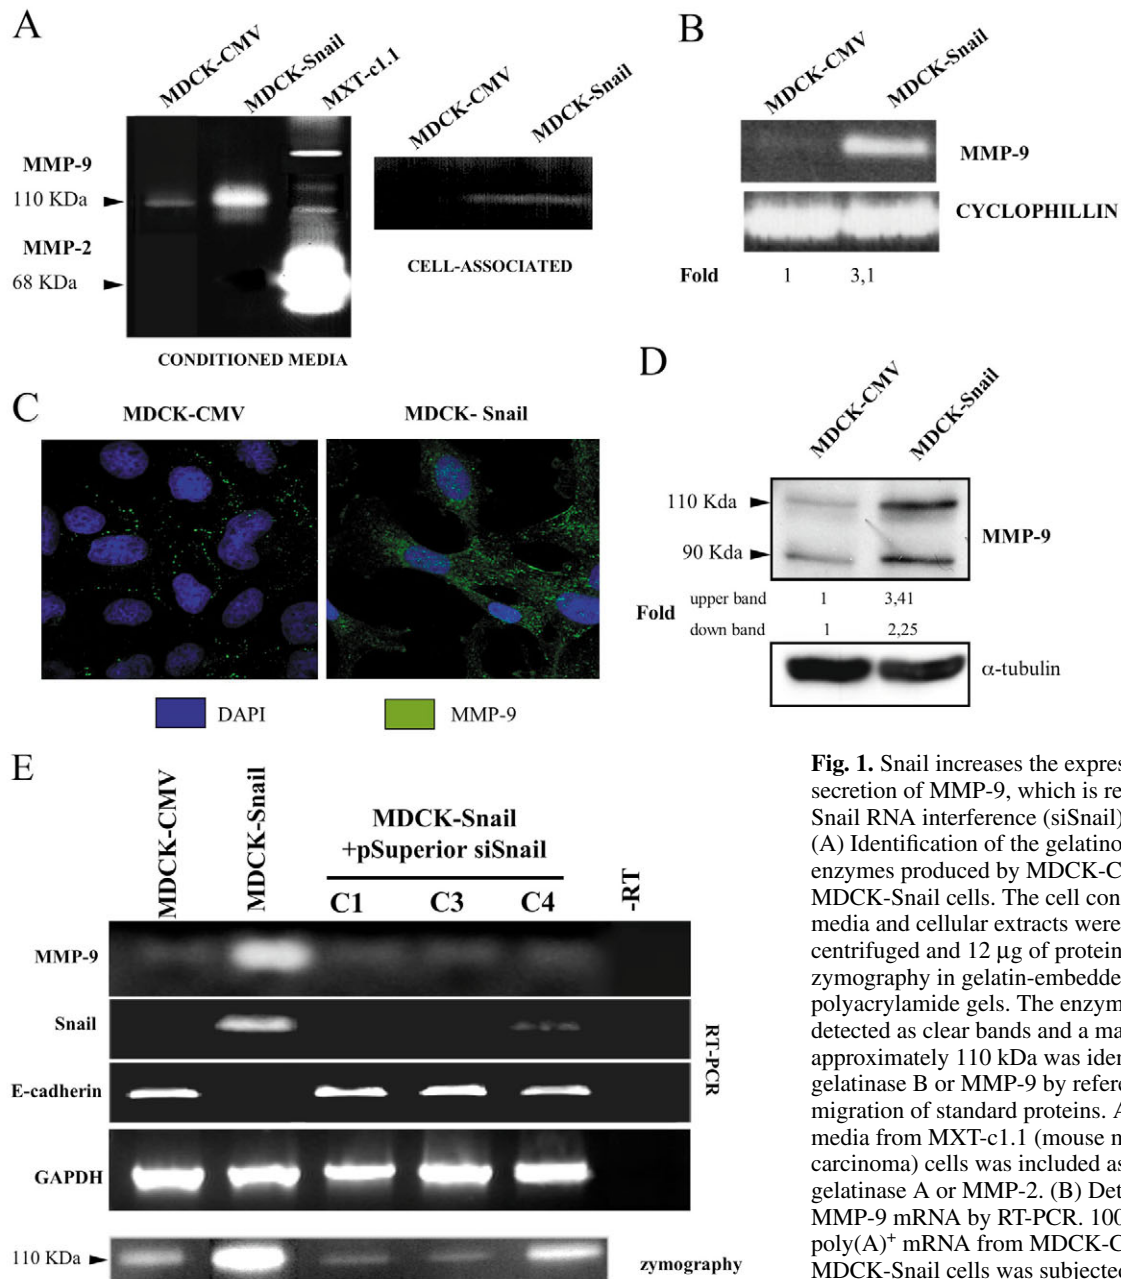 A
MDCK-CMV
MDCK-Snail
MXT-c1.1
MDCK-CMV
MDCK-Snail
MMP-9
110 KDa
MMP-2
68 KDa
CELL-ASSOCIATED
CONDITIONED MEDIA
B
MDCK-CMV
MDCK-Snail
MMP-9
CYCLOPHILLIN
Fold 1 3,1
C
MDCK-CMV
MDCK- Snail
DAPI
MMP-9
D
MDCK-CMV
MDCK-Snail
110 Kda
90 Kda
MMP-9
Fold
upper band 1 3,41
down band 1 2,25
α-tubulin
E
MDCK-CMV
MDCK-Snail
MDCK-Snail
+pSuperior siSnail
C1 C3 C4
-RT
MMP-9
Snail
E-cadherin
GAPDH
RT-PCR
110 KDa
zymography
Fig. 1. Snail increases the expres
secretion of MMP-9, which is re
Snail RNA interference (siSnail)
(A) Identification of the gelatino
enzymes produced by MDCK-C
MDCK-Snail cells. The cell con
media and cellular extracts were
centrifuged and 12 μg of protein
zymography in gelatin-embedde
polyacrylamide gels. The enzym
detected as clear bands and a ma
approximately 110 kDa was iden
gelatinase B or MMP-9 by refere
migration of standard proteins. A
media from MXT-c1.1 (mouse m
carcinoma) cells was included as
gelatinase A or MMP-2. (B) Det
MMP-9 mRNA by RT-PCR. 100
poly(A)+ mRNA from MDCK-C
MDCK-Snail cells was subjected